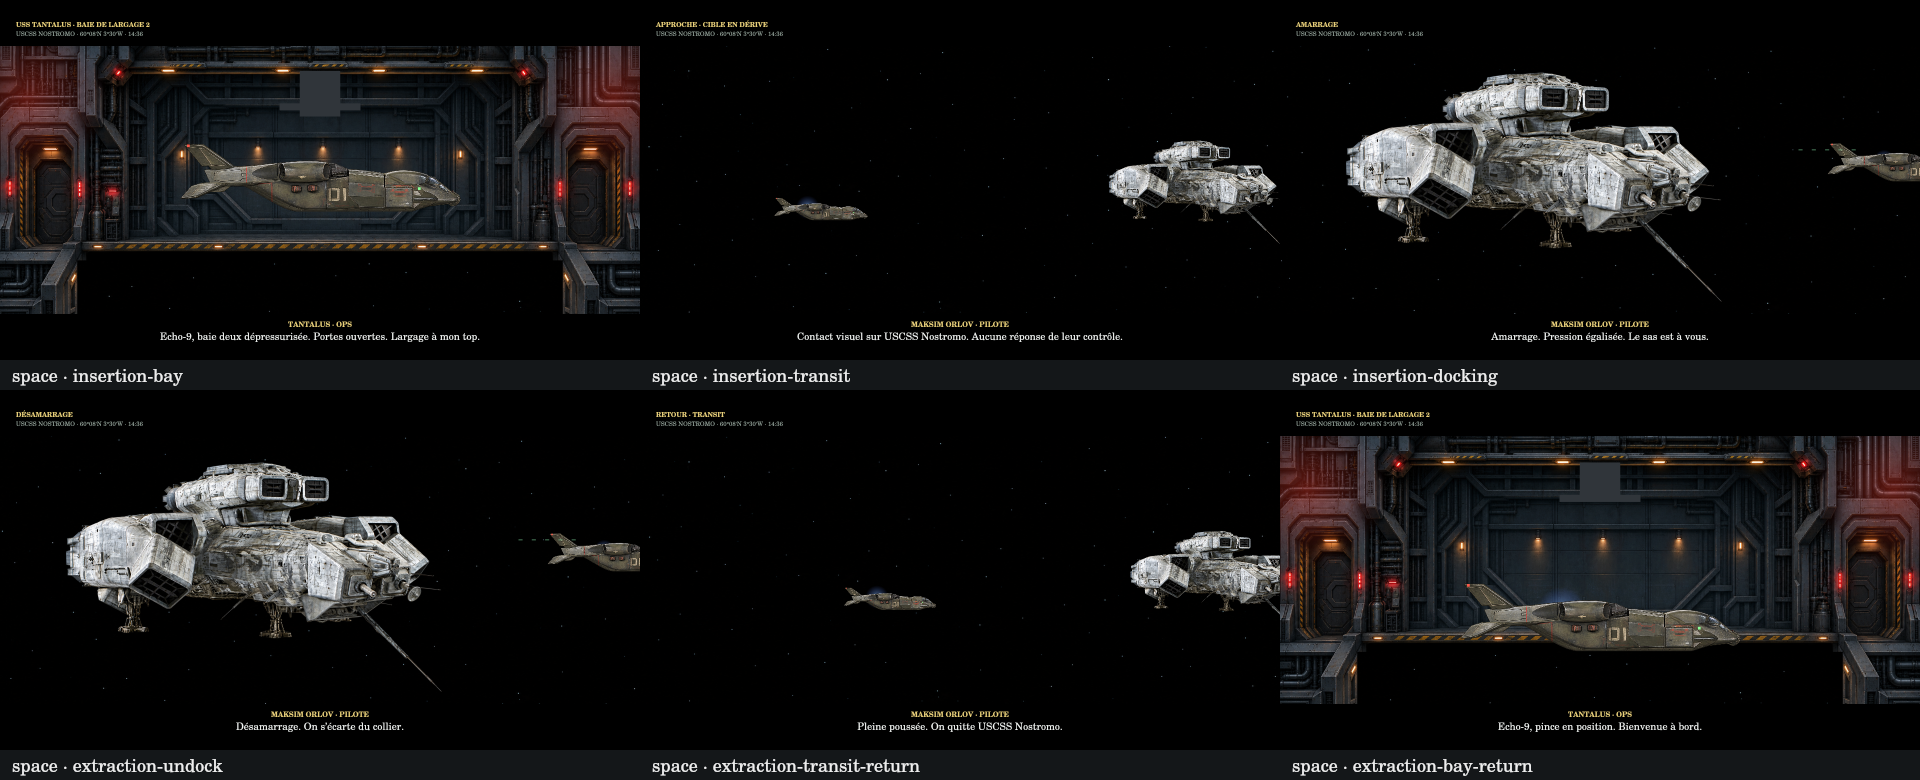 USS TANTALUS · BAIE DE LARGAGE 2
USCSS NOSTROMO · 60°08'N 3°30'W · 14:36
01
TANTALUS · OPS
Echo-9, baie deux dépressurisée. Portes ouvertes. Largage à mon top.
space · insertion-bay
APPROCHE · CIBLE EN DÉRIVE
USCSS NOSTROMO · 60°08'N 3°30'W · 14:36
MAKSIM ORLOV · PILOTE
Contact visuel sur USCSS Nostromo. Aucune réponse de leur contrôle.
space · insertion-transit
AMARRAGE
USCSS NOSTROMO · 60°08'N 3°30'W · 14:36
MAKSIM ORLOV · PILOTE
Amarrage. Pression égalisée. Le sas est à vous.
space · insertion-docking
DÉSAMARRAGE
USCSS NOSTROMO · 60°08'N 3°30'W · 14:36
MAKSIM ORLOV · PILOTE
Désamarrage. On s'écarte du collier.
space · extraction-undock
RETOUR · TRANSIT
USCSS NOSTROMO · 60°08'N 3°30'W · 14:36
MAKSIM ORLOV · PILOTE
Pleine poussée. On quitte USCSS Nostromo.
space · extraction-transit-return
USS TANTALUS · BAIE DE LARGAGE 2
USCSS NOSTROMO · 60°08'N 3°30'W · 14:36
01
TANTALUS · OPS
Echo-9, pince en position. Bienvenue à bord.
space · extraction-bay-return